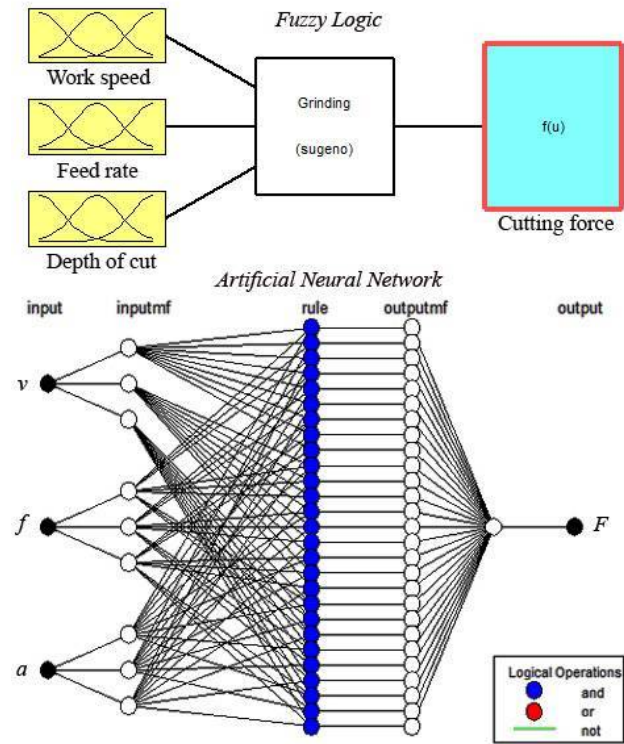 Fuzzy Logic
Work speed
Feed rate
Depth of cut
Grinding
(sugeno)
f(u)
Cutting force
Artificial Neural Network
input inputmf rule outputmf output
v
f
a
F
Logical Operations
and
or
not